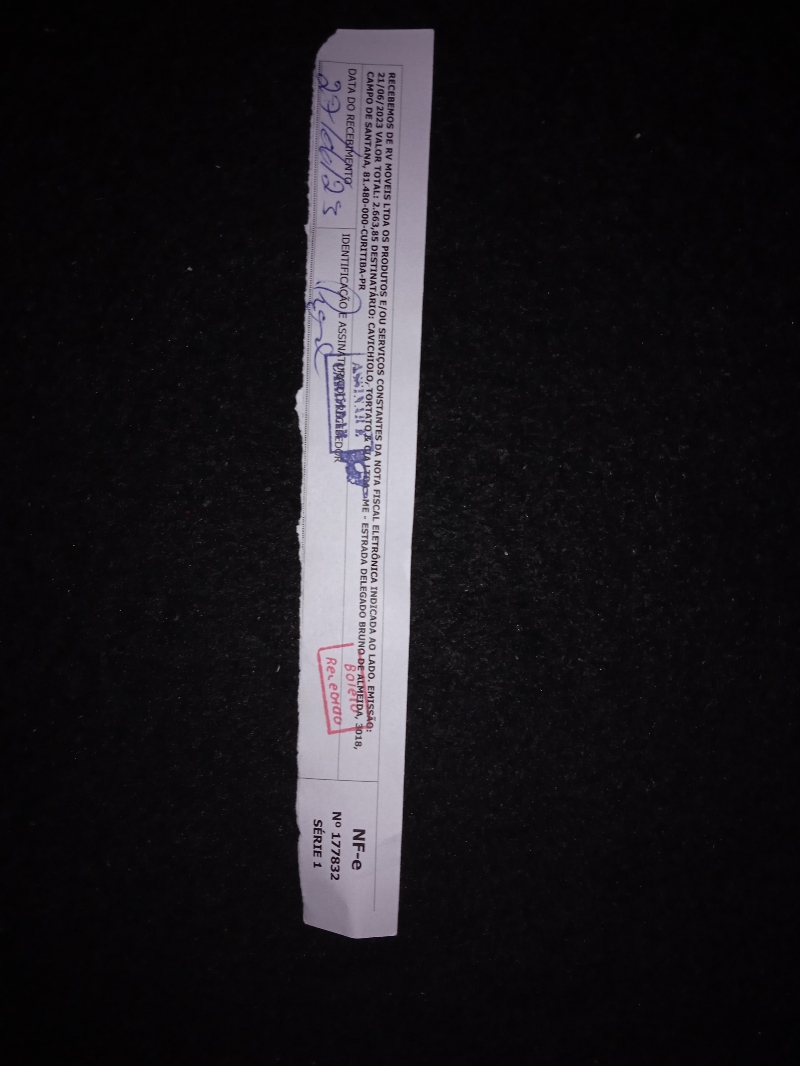 RECEBEMOS DE RV MOVEIS LTDA OS PRODUTOS E/OU SERVIÇOS CONSTANTES DA NOTA FISCAL ELETRÔNICA INDICADA AO LADO. EMISSÃO:
21/06/2023 VALOR TOTAL: 2.663,85 DESTINATÁRIO: CAVICHIOLO, TORTATO & CIA LTDA - ME - ESTRADA DELEGADO BRUNO DE ALMEIDA, 3018,
CAMPO DE SANTANA, 81.480-000-CURITIBA-PR
DATA DO RECEBIMENTO
IDENTIFICAÇÃO E ASSINATURA DO RECEBEDOR
ASSINAR E
Boleto
Recebido
NF-e
Nº 177832
SÉRIE 1